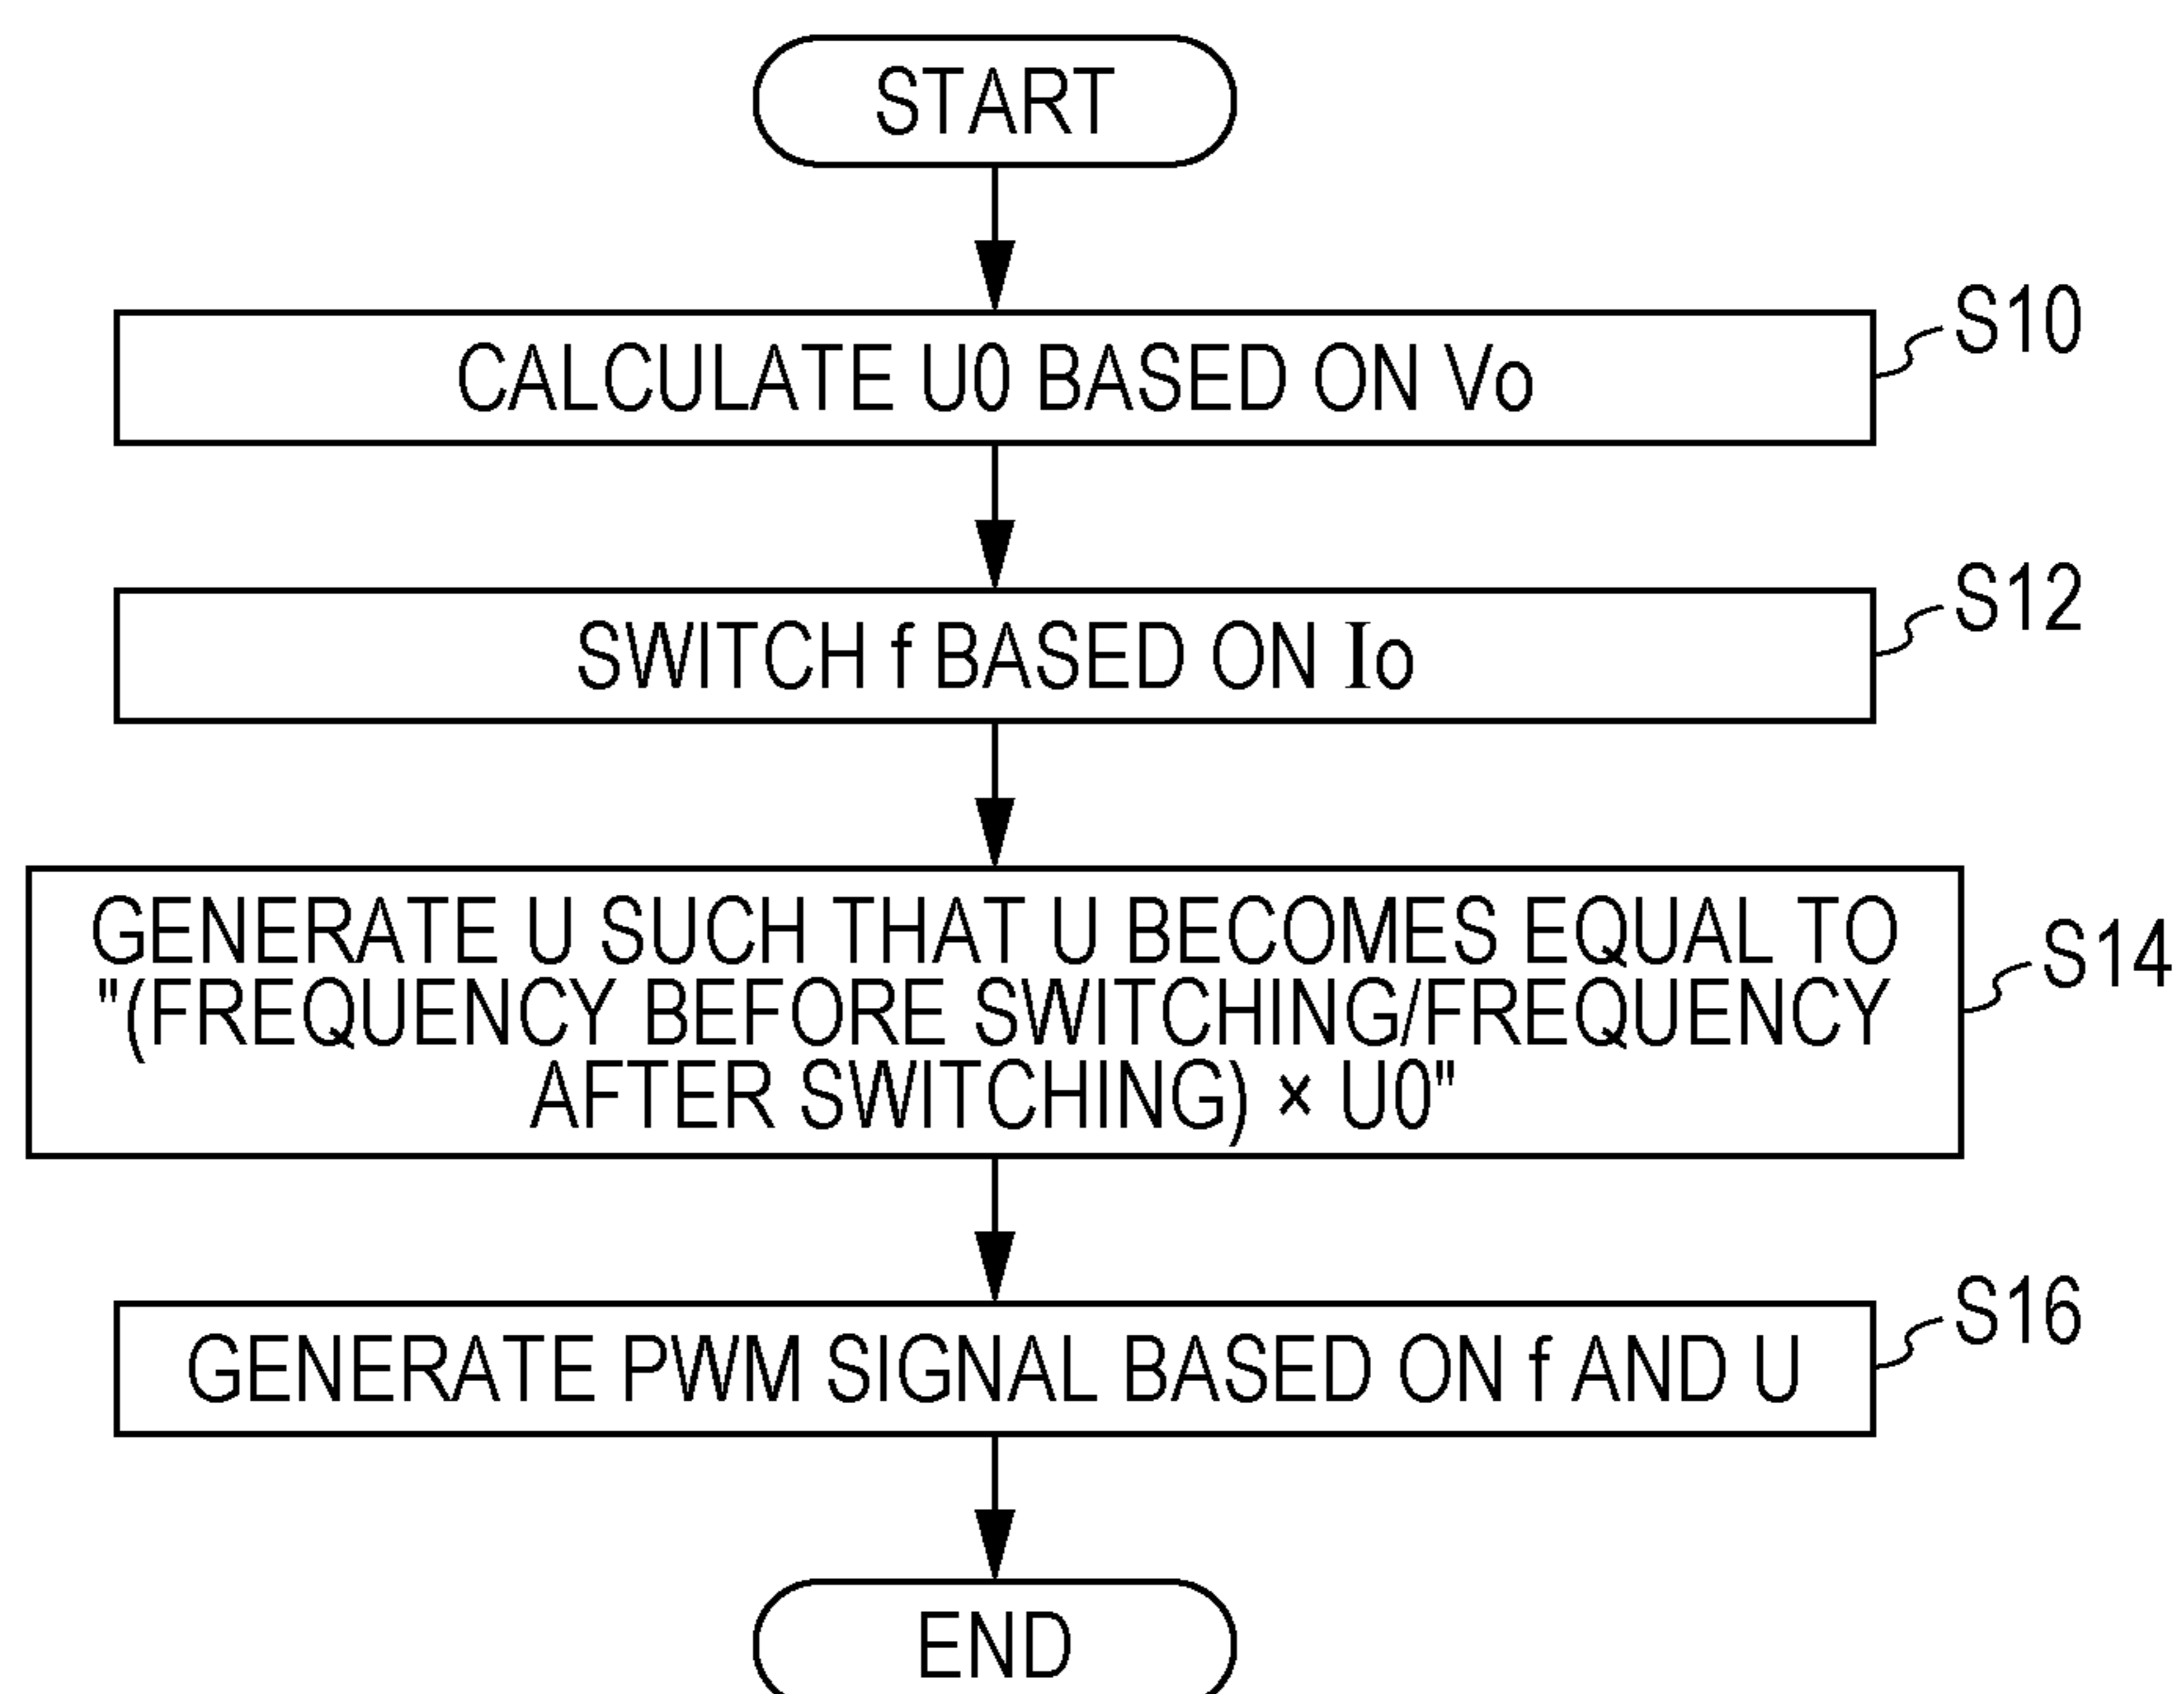 START
CALCULATE U0 BASED ON Vo
S10
SWITCH f BASED ON Io
S12
GENERATE U SUCH THAT U BECOMES EQUAL TO
"(FREQUENCY BEFORE SWITCHING/FREQUENCY
AFTER SWITCHING) × U0"
S14
GENERATE PWM SIGNAL BASED ON f AND U
S16
END